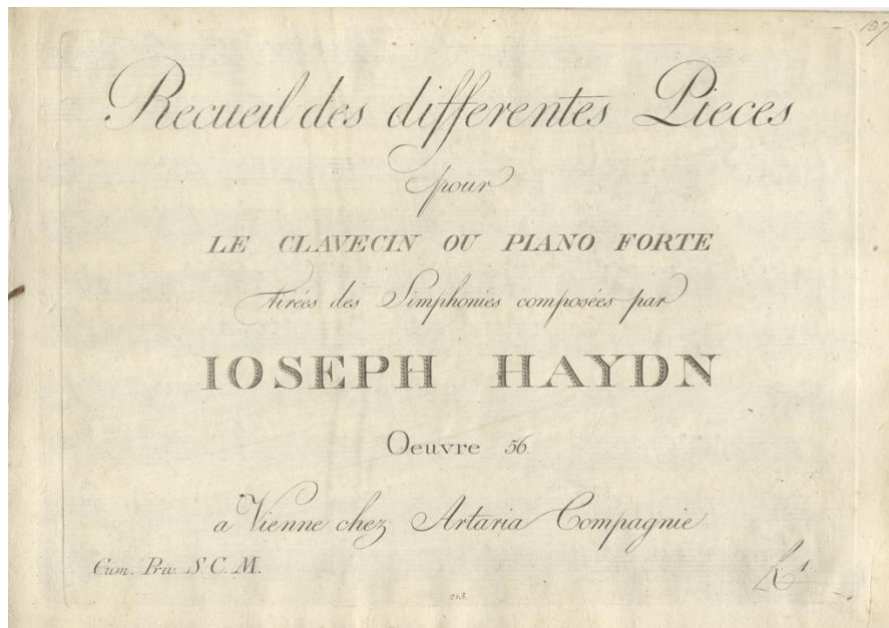 Recueil des differentes Pieces
pour
LE CLAVECIN OU PIANO FORTE
tirées des Simphonies composées par
IOSEPH HAYDN
Oeuvre 56.
a Vienne chez Artaria Compagnie
Cum. Priv. S. C. M.
213.